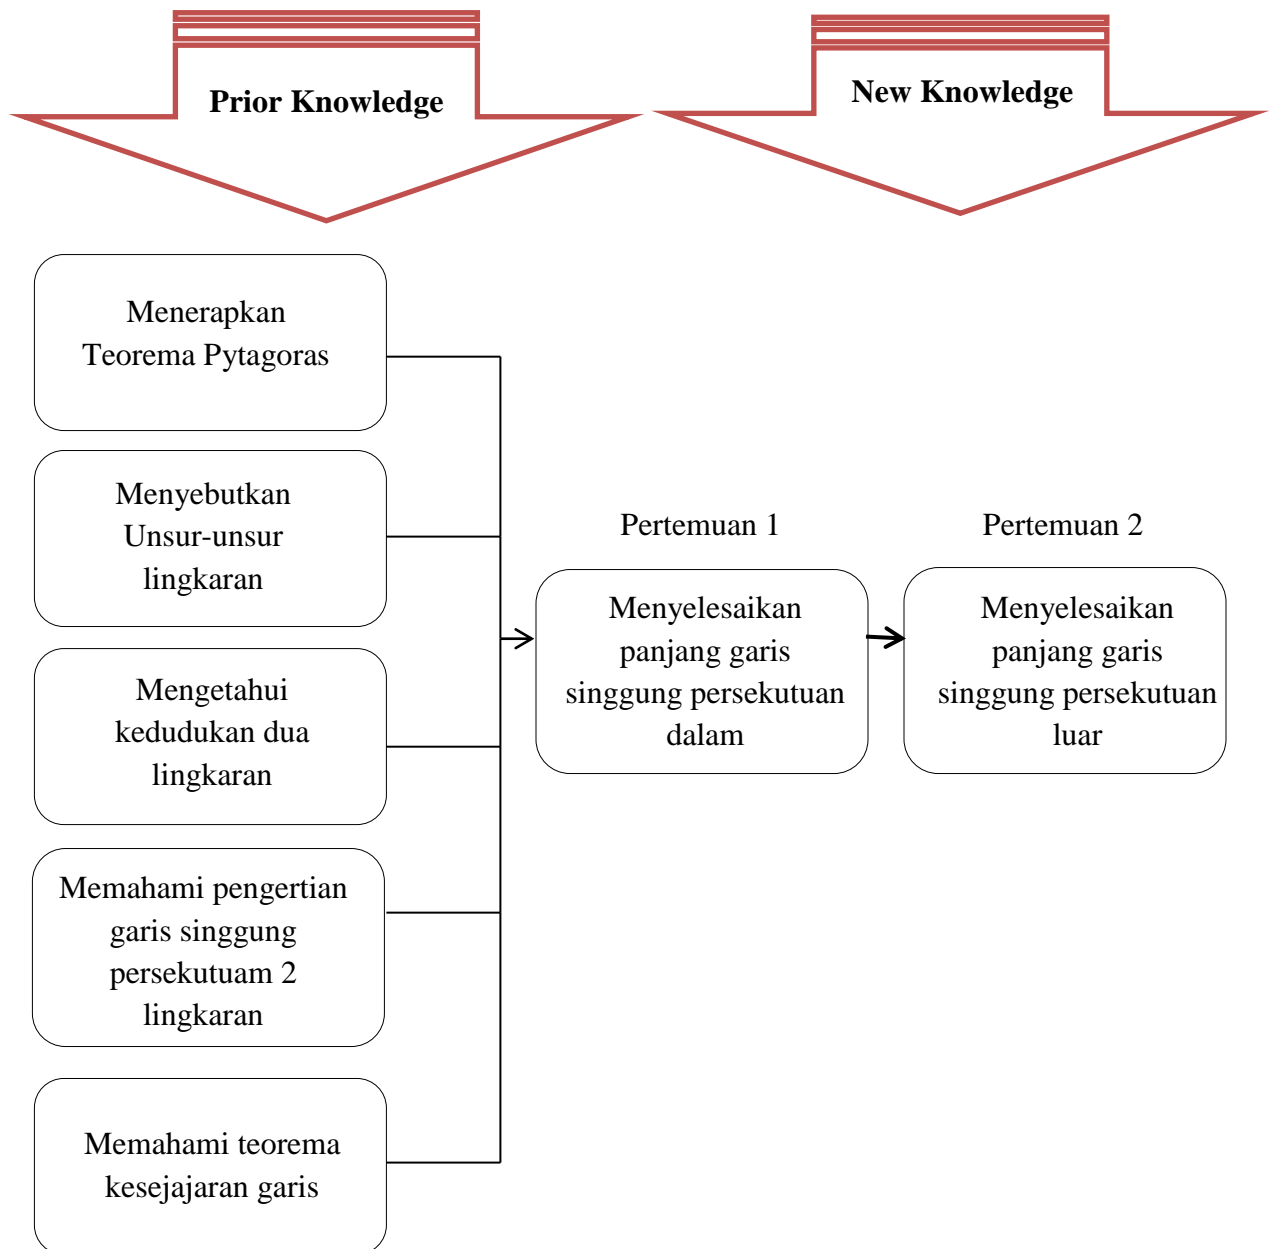 Prior Knowledge
New Knowledge
Menerapkan
Teorema Pytagoras
Menyebutkan
Unsur-unsur
lingkaran
Mengetahui
kedudukan dua
lingkaran
Memahami pengertian
garis singgung
persekutuam 2
lingkaran
Memahami teorema
kesejajaran garis
Pertemuan 1
Menyelesaikan
panjang garis
singgung persekutuan
dalam
Pertemuan 2
Menyelesaikan
panjang garis
singgung persekutuan
luar